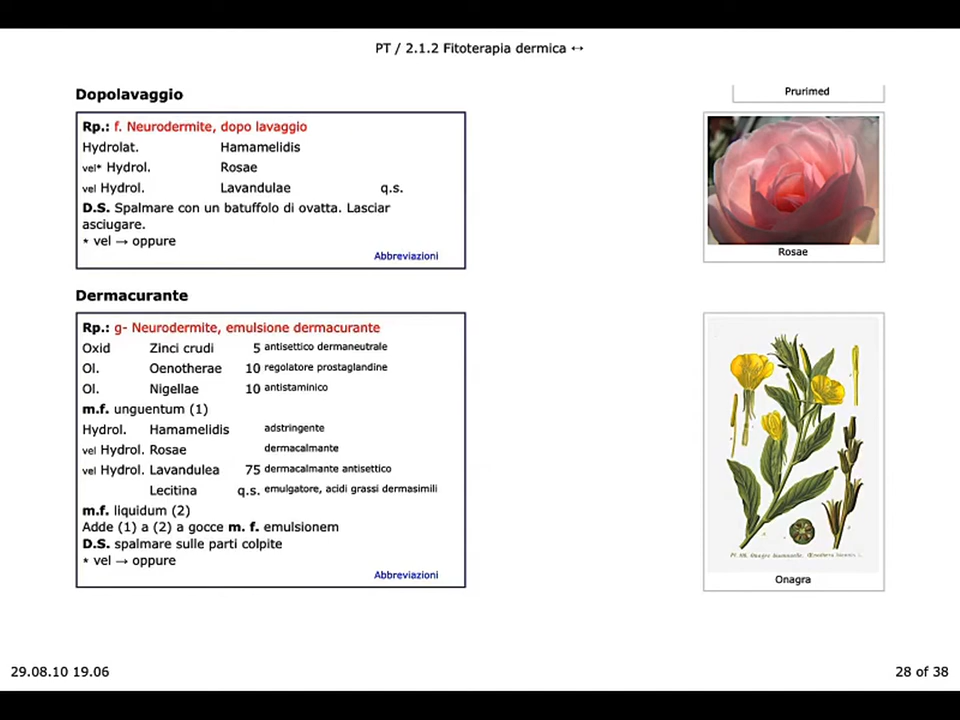 PT / 2.1.2 Fitoterapia dermica ↔
Dopolavaggio
Rp.: f. Neurodermite, dopo lavaggio
Hydrolat. Hamamelidis
vel* Hydrol. Rosae
vel Hydrol. Lavandulae q.s.
D.S. Spalmare con un batuffolo di ovatta. Lasciar
asciugare.
* vel → oppure
Abbreviazioni
Prurimed
Rosae
Dermacurante
Rp.: g- Neurodermite, emulsione dermacurante
Oxid Zinci crudi 5 antisettico dermaneutrale
Ol. Oenotherae 10 regolatore prostaglandine
Ol. Nigellae 10 antistaminico
m.f. unguentum (1)
Hydrol. Hamamelidis adstringente
vel Hydrol. Rosae dermacalmante
vel Hydrol. Lavandulea 75 dermacalmante antisettico
Lecitina q.s. emulgatore, acidi grassi dermasimili
m.f. liquidum (2)
Adde (1) a (2) a gocce m. f. emulsionem
D.S. spalmare sulle parti colpite
* vel → oppure
Abbreviazioni
Onagra
29.08.10 19.06
28 of 38